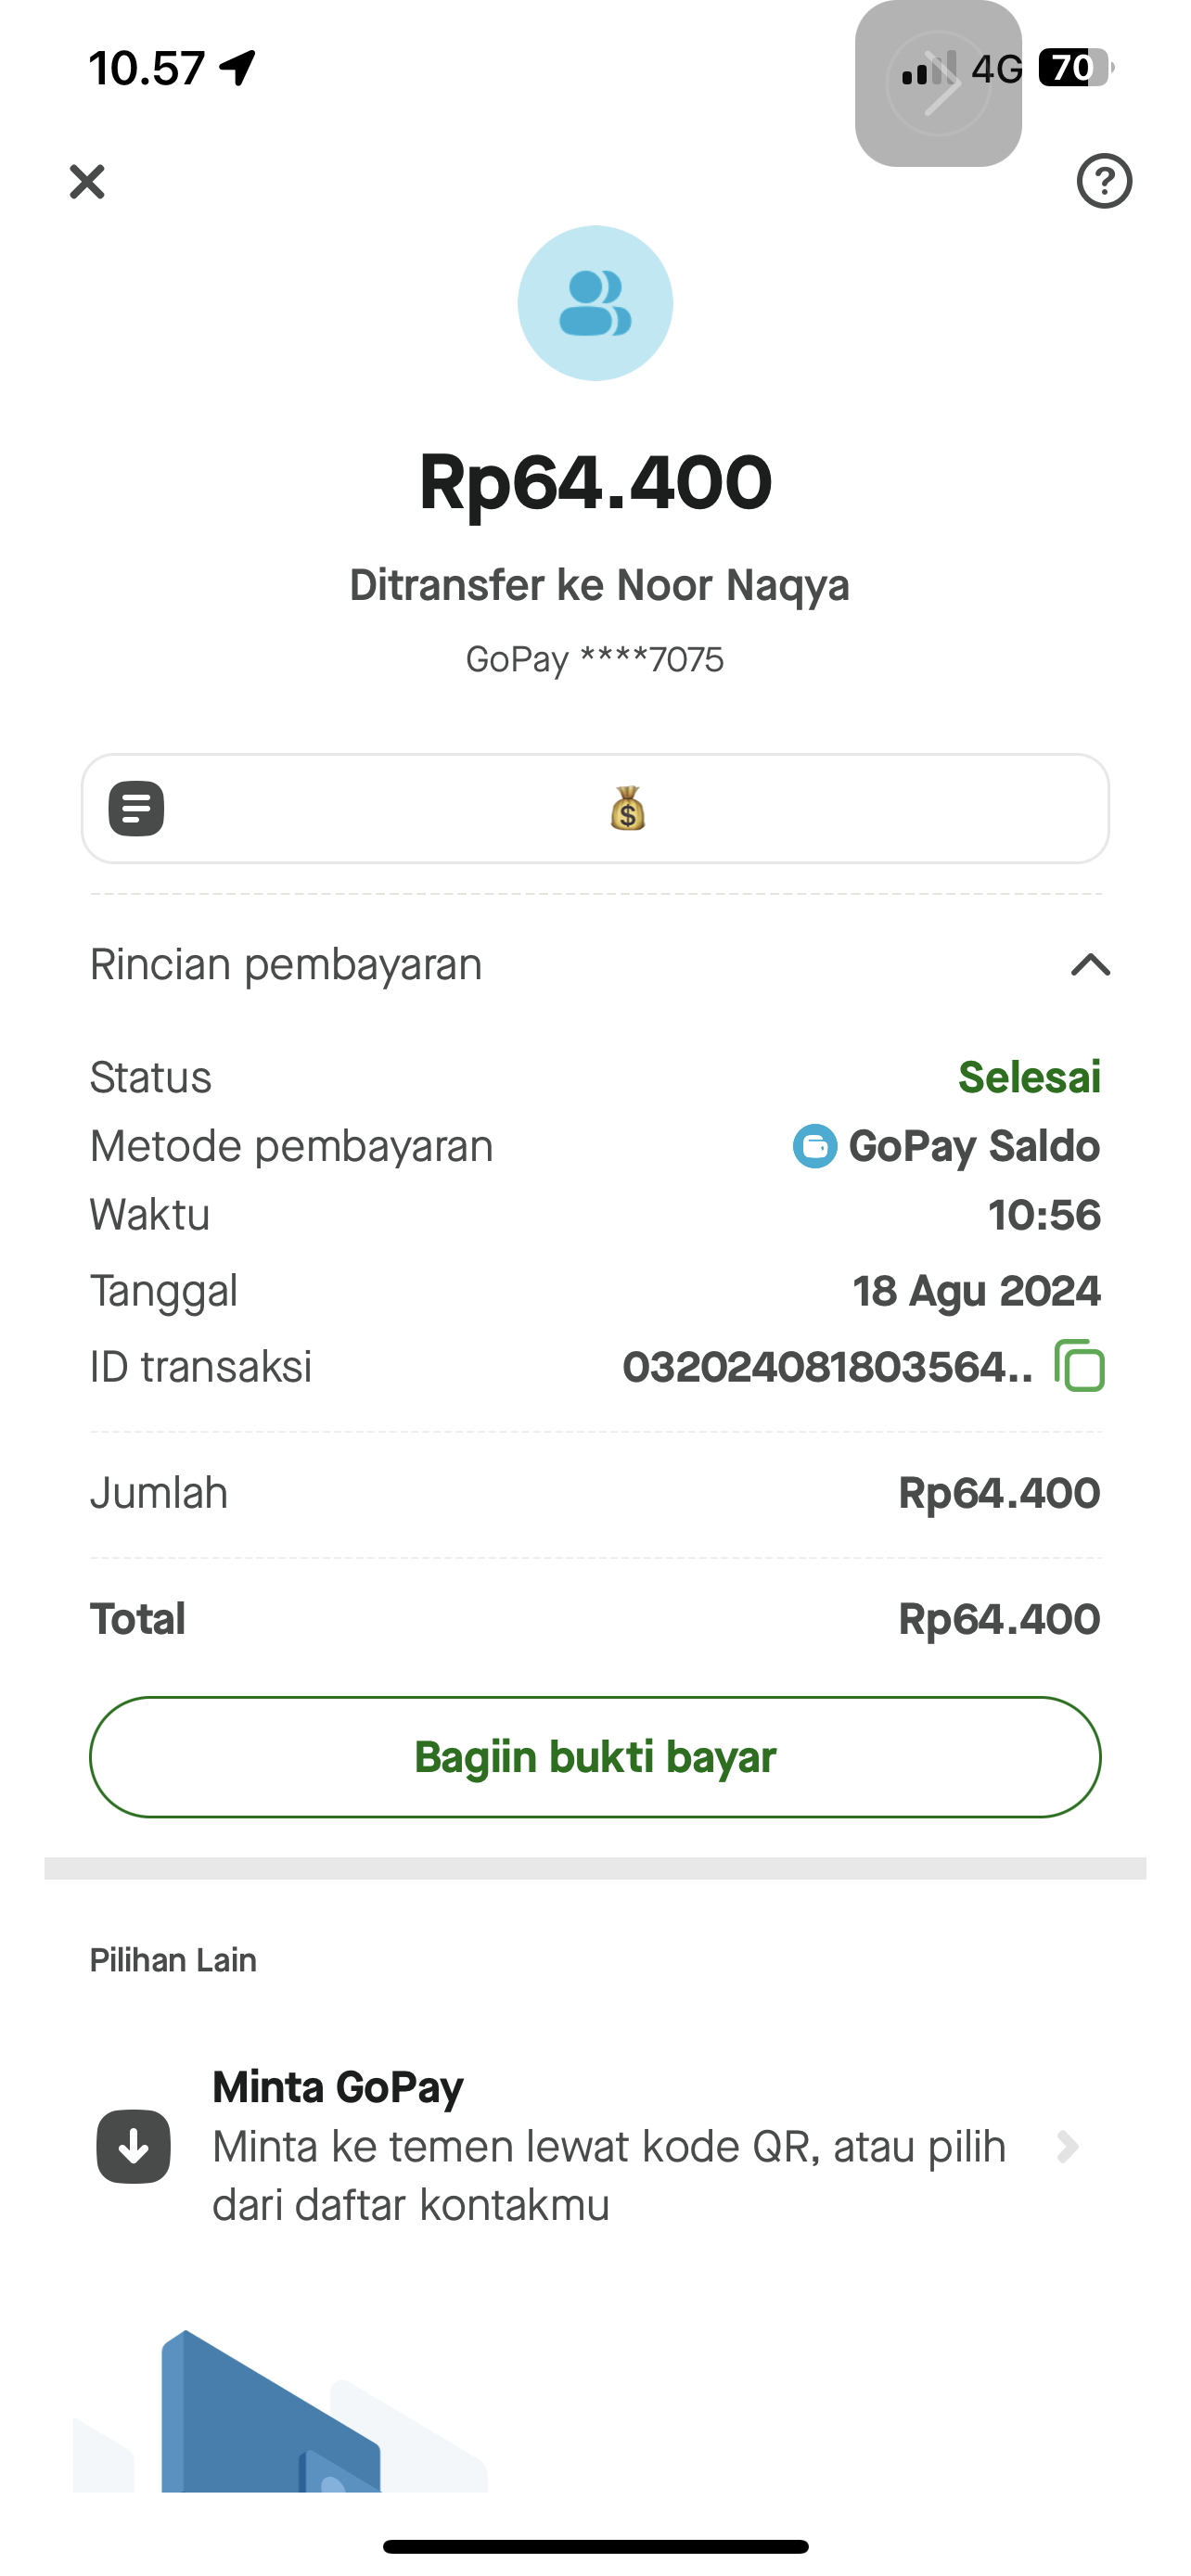 10.57
4G
70
Rp64.400
Ditransfer ke Noor Naqya
GoPay ****7075
Rincian pembayaran
Status Selesai
Metode pembayaran GoPay Saldo
Waktu 10:56
Tanggal 18 Agu 2024
ID transaksi 032024081803564..
Jumlah Rp64.400
Total Rp64.400
Bagiin bukti bayar
Pilihan Lain
Minta GoPay
Minta ke temen lewat kode QR, atau pilih
dari daftar kontakmu